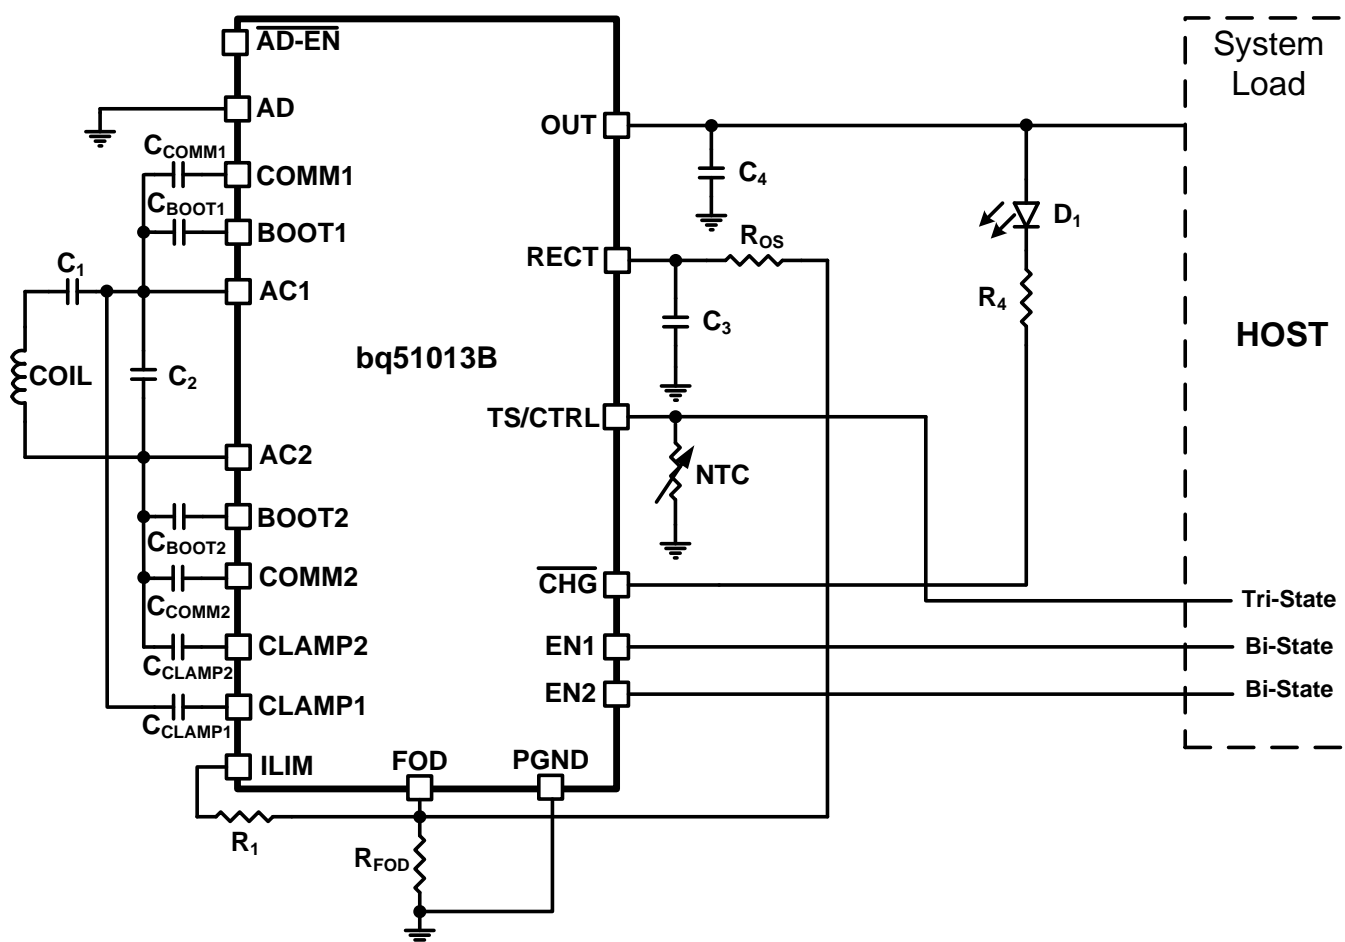 AD-EN
System
Load
AD
OUT
CCOMM1
COMM1
C4
CBOOT1
BOOT1
D1
ROS
RECT
C1
AC1
R4
C3
HOST
bq51013B
COIL
C2
TS/CTRL
AC2
NTC
BOOT2
CBOOT2
COMM2
CHG
CCOMM2
Tri-State
CLAMP2
EN1
Bi-State
CCLAMP2
EN2
Bi-State
CLAMP1
CCLAMP1
ILIM
FOD
PGND
R1
RFOD